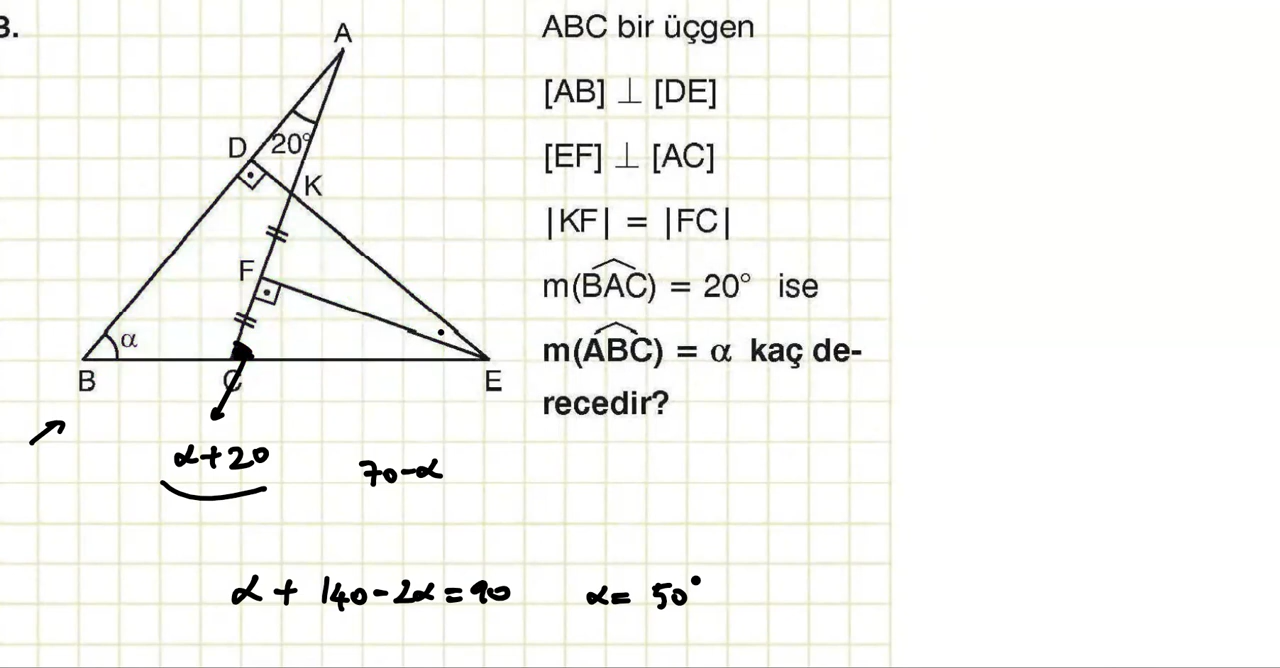 3.
A
ABC bir üçgen
[AB] ⊥ [DE]
D 20°
[EF] ⊥ [AC]
K
|KF| = |FC|
F
m(BAC) = 20° ise
α
m(ABC) = α kaç de-
B C E
recedir?
α+20
70-α
α + 140-2α=90 α= 50°